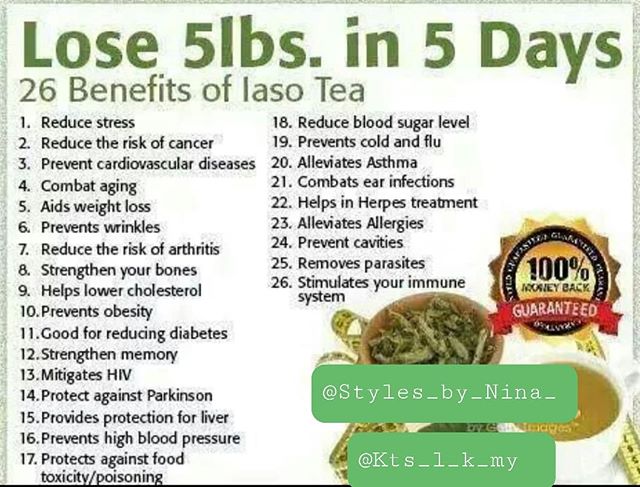 Lose 5lbs. in 5 Days
26 Benefits of Iaso Tea
1. Reduce stress
2. Reduce the risk of cancer
3. Prevent cardiovascular diseases
4. Combat aging
5. Aids weight loss
6. Prevents wrinkles
7. Reduce the risk of arthritis
8. Strengthen your bones
9. Helps lower cholesterol
10. Prevents obesity
11. Good for reducing diabetes
12. Strengthen memory
13. Mitigates HIV
14. Protect against Parkinson
15. Provides protection for liver
16. Prevents high blood pressure
17. Protects against food
toxicity/poisoning
18. Reduce blood sugar level
19. Prevents cold and flu
20. Alleviates Asthma
21. Combats ear infections
22. Helps in Herpes treatment
23. Alleviates Allergies
24. Prevent cavities
25. Removes parasites
26. Stimulates your immune
system
100%
MONEY BACK
GUARANTEED
@Styles_by_Nina_
@Kts_l_k_my